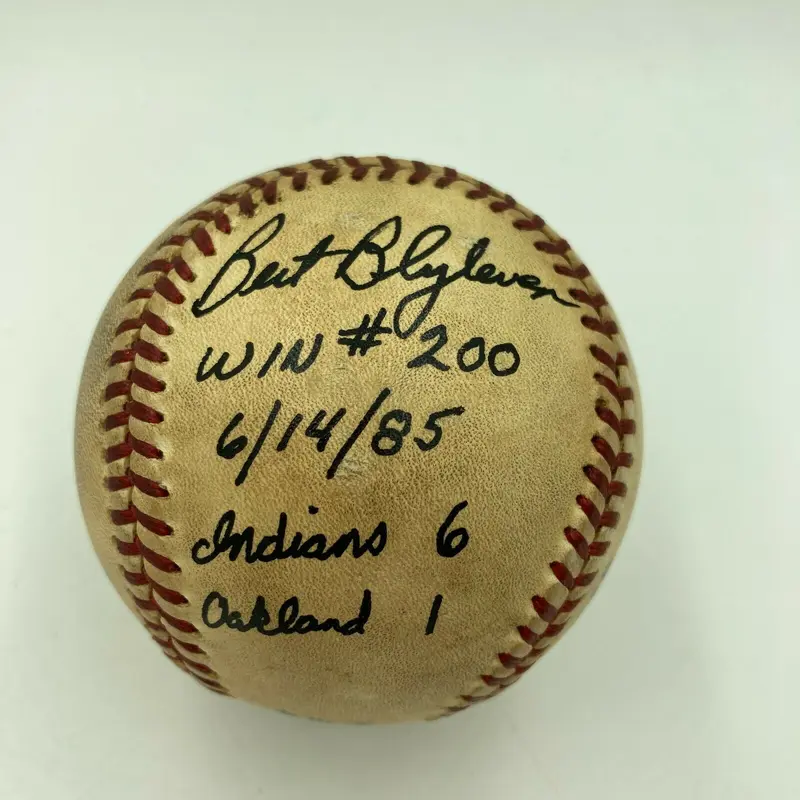 Bert Blyleven
WIN # 200
6/14/85
Indians 6
Oakland 1